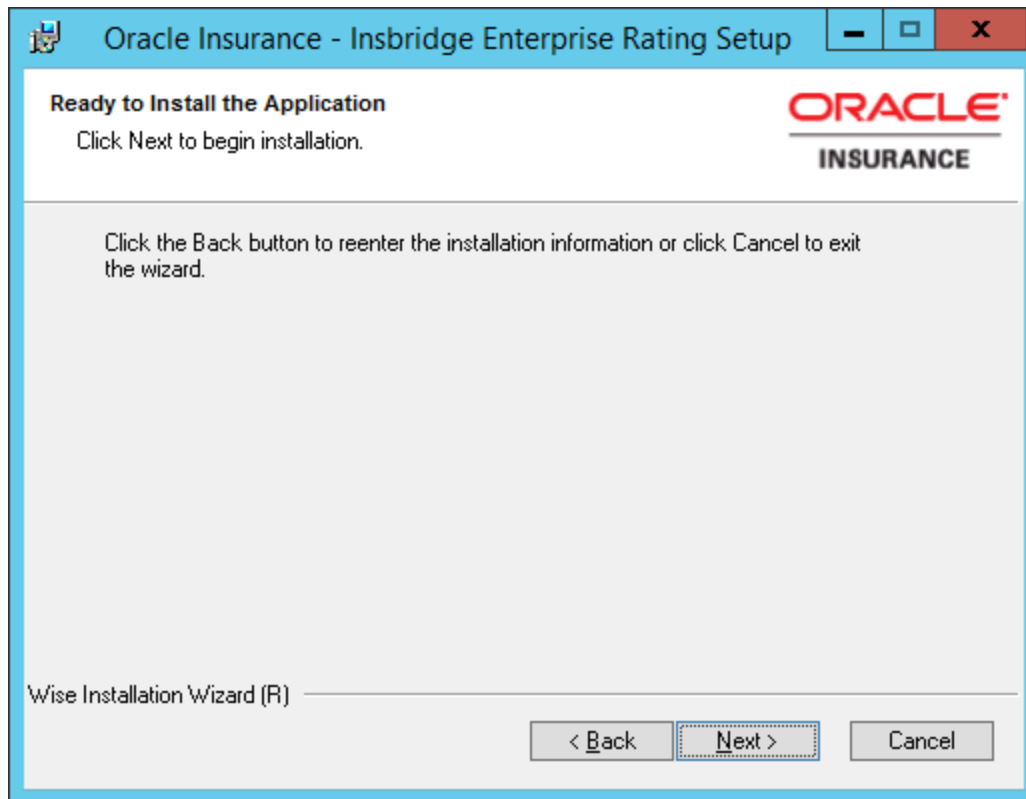 Oracle Insurance - Insbridge Enterprise Rating Setup
Ready to Install the Application
Click Next to begin installation.
ORACLE
INSURANCE
Click the Back button to reenter the installation information or click Cancel to exit
the wizard.
Wise Installation Wizard (R)
< Back Next > Cancel